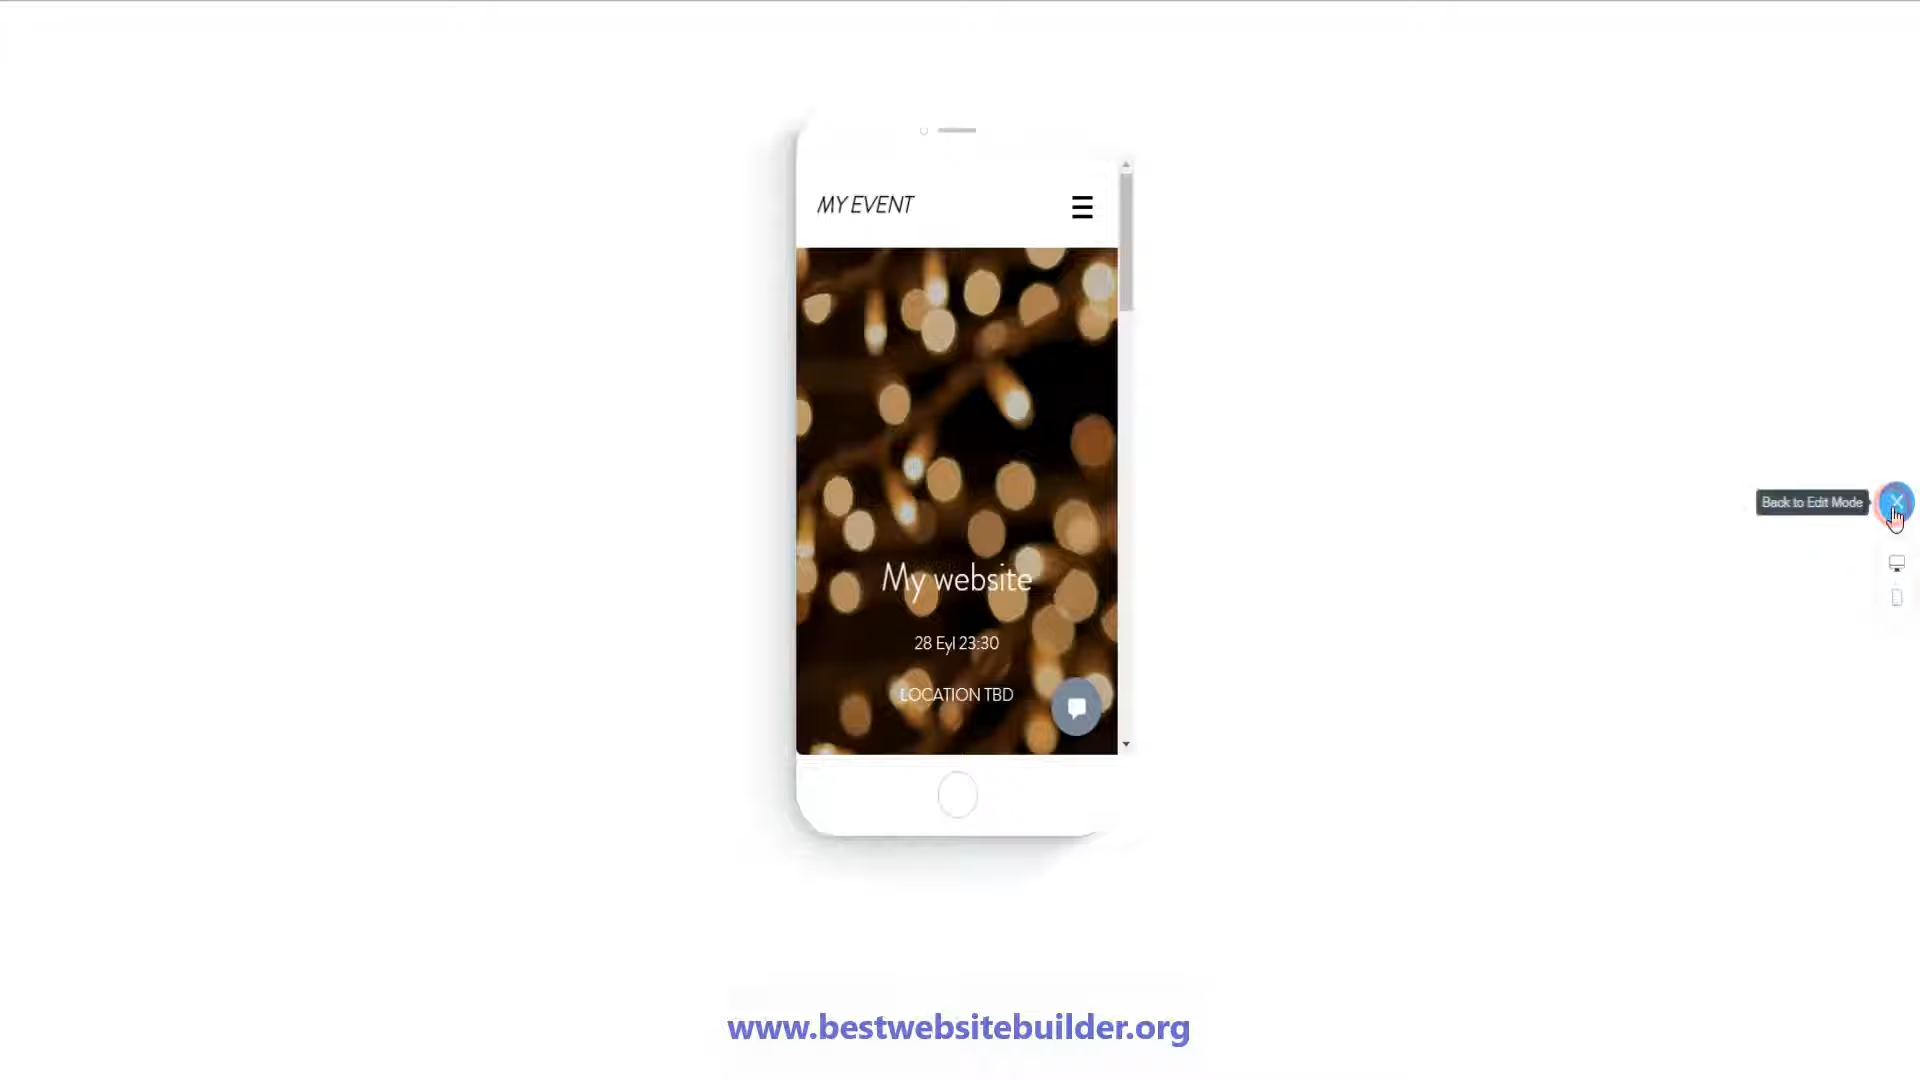 MY EVENT
My website
28 Eyl 23:30
LOCATION TBD
Back to Edit Mode
www.bestwebsitebuilder.org